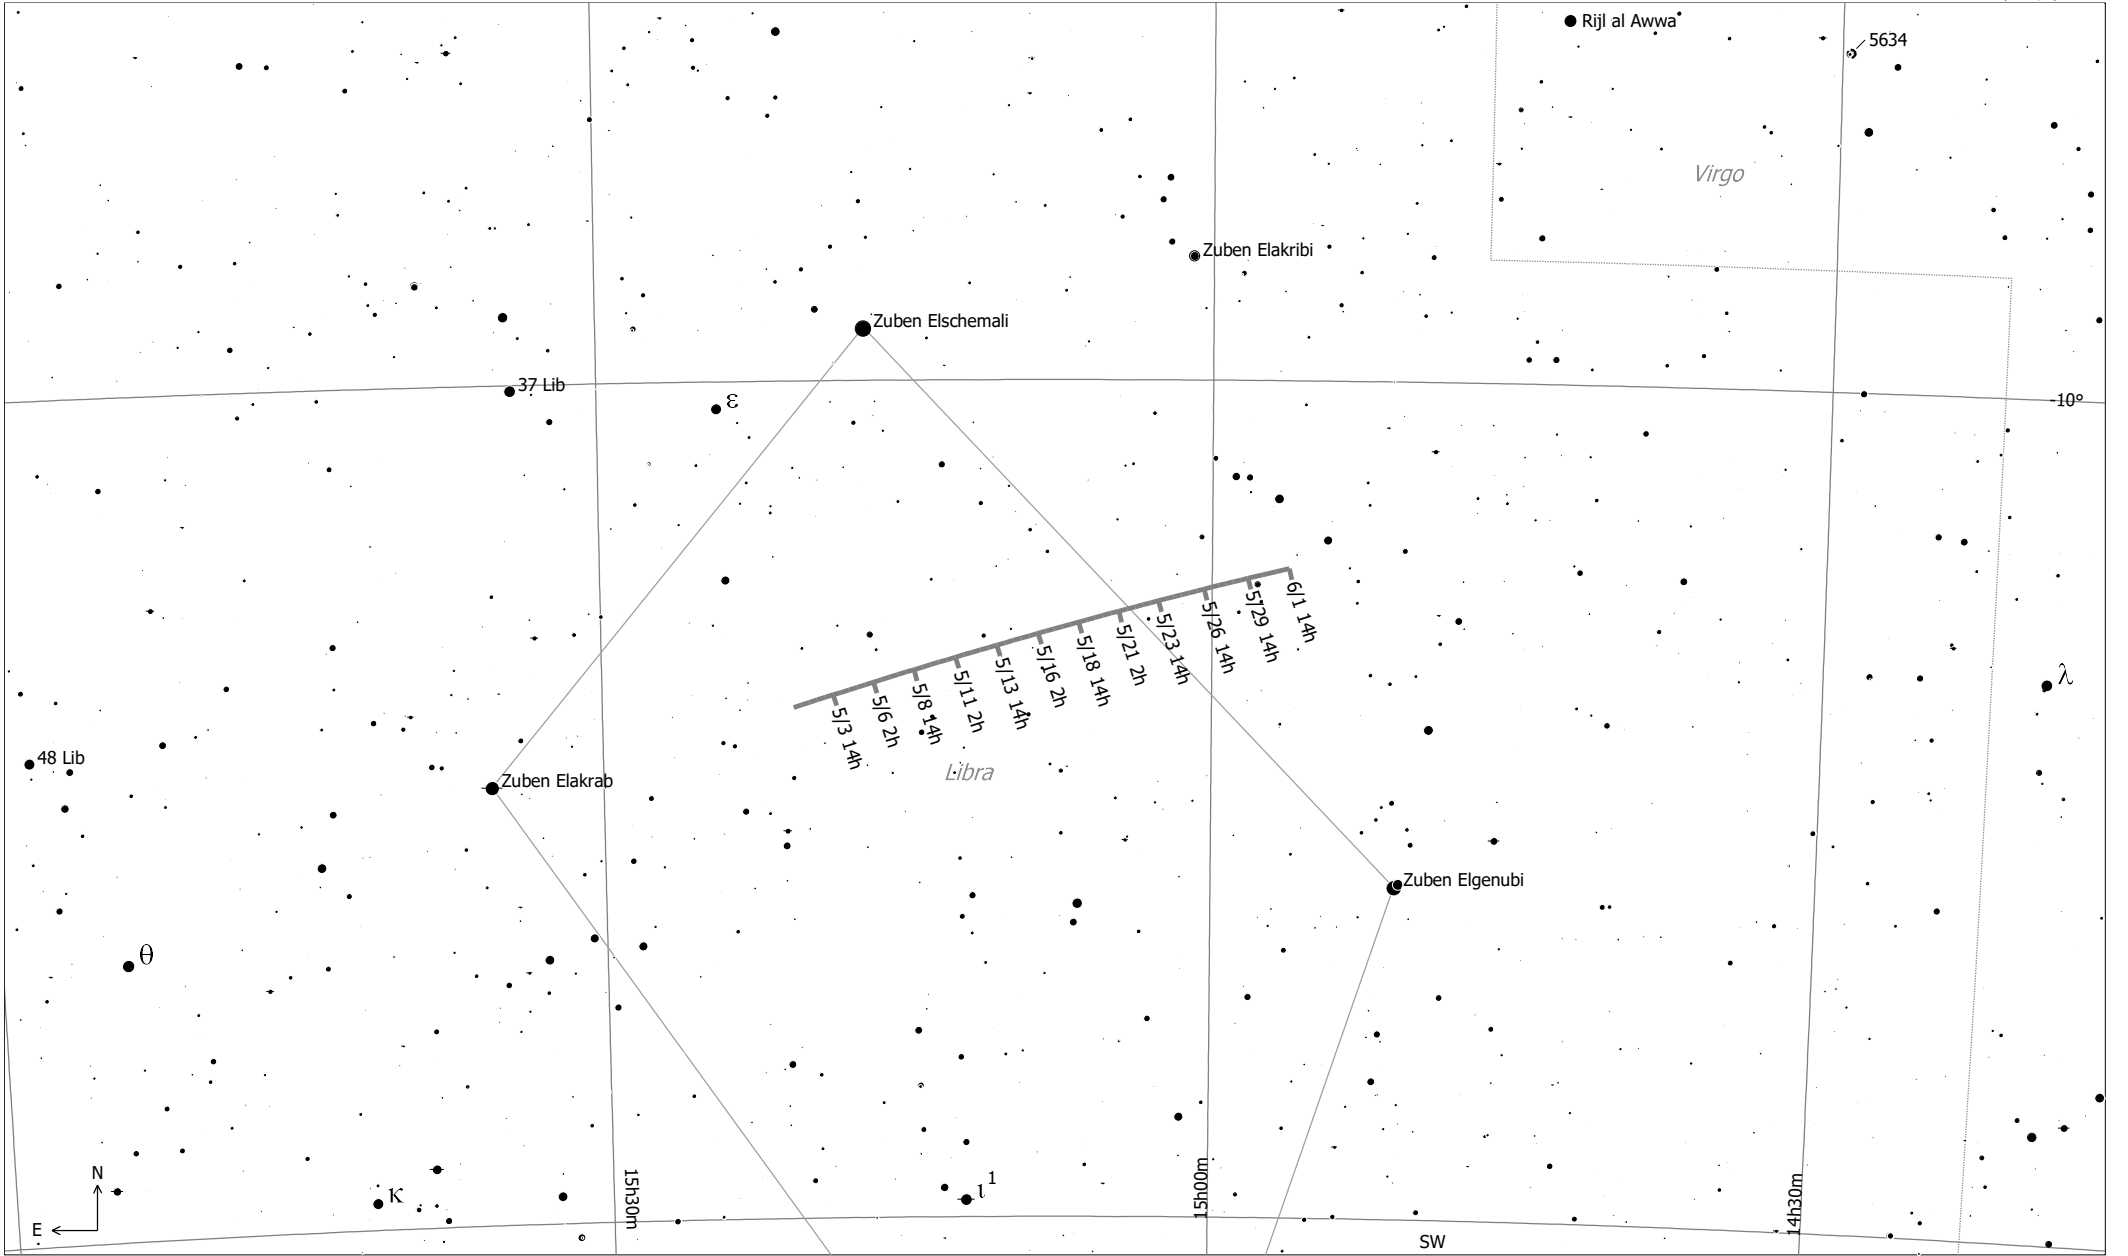 Rijl al Awwa
5634
Virgo
Zuben Elakribi
Zuben Elschemali
37 Lib
ε
-10°
6/1 14h
5/29 14h
5/26 14h
5/23 14h
5/21 2h
5/18 14h
5/16 2h
5/13 14h
5/11 2h
5/8 14h
5/6 2h
5/3 14h
λ
48 Lib
Libra
Zuben Elakrab
Zuben Elgenubi
θ
N
E
κ
15h30m
ι1
15h00m
14h30m
SW